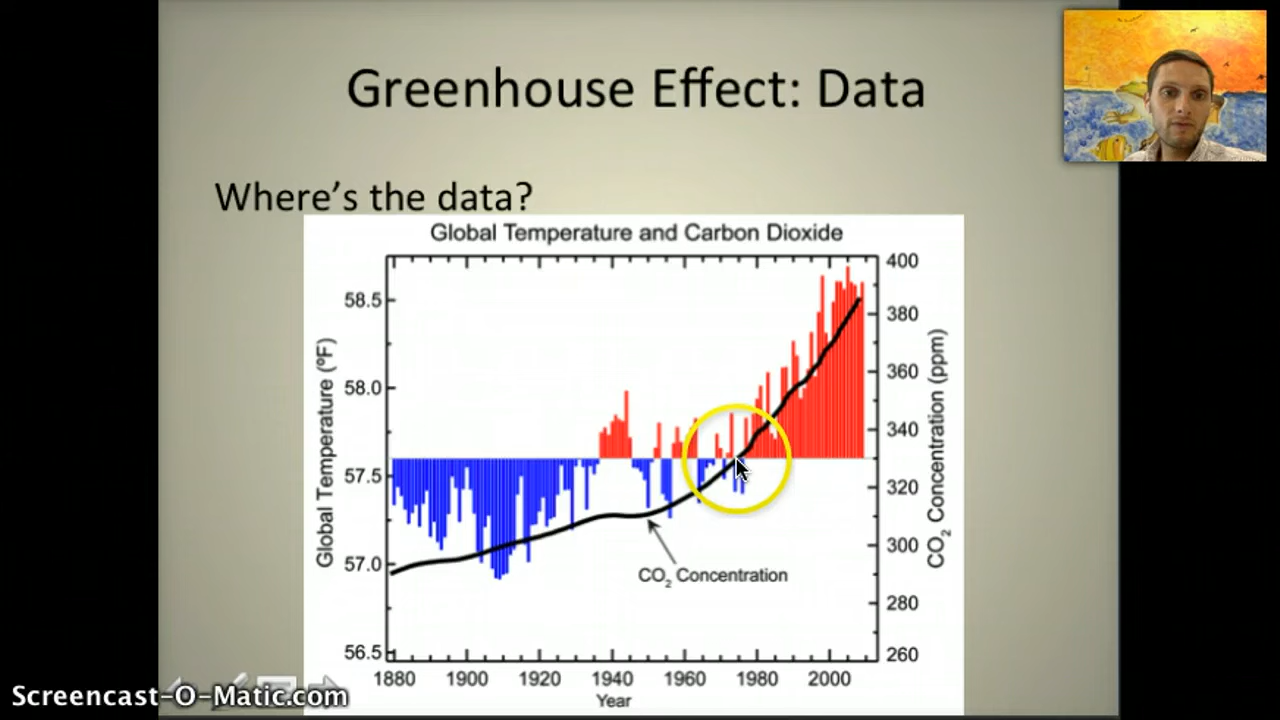 Greenhouse Effect: Data
Where's the data?
Global Temperature and Carbon Dioxide
Global Temperature (ºF)
58.5
58.0
57.5
57.0
56.5
400
380
360
340
320
300
280
260
CO₂ Concentration (ppm)
CO₂ Concentration
1880 1900 1920 1940 1960 1980 2000
Year
Screencast-O-Matic.com